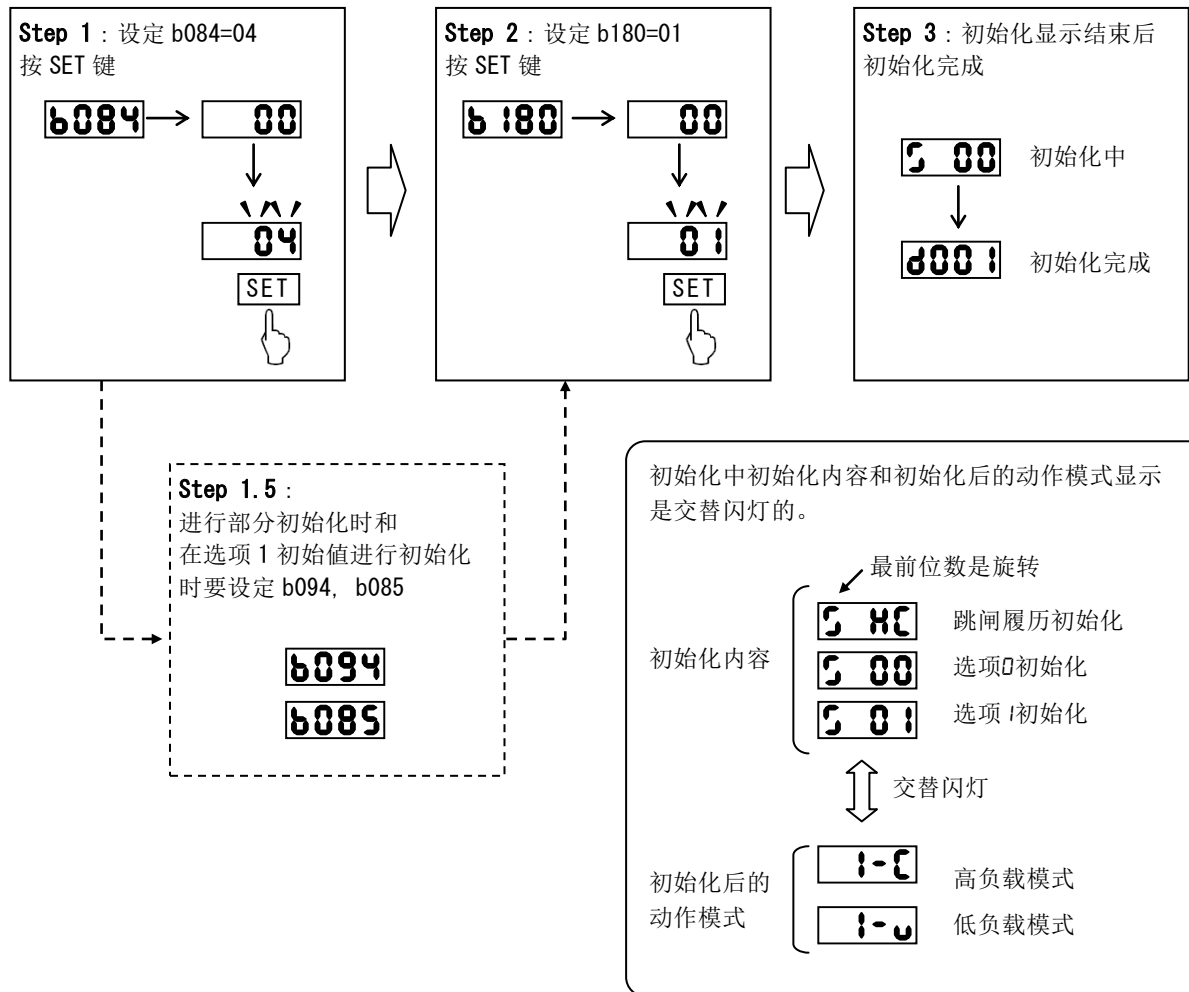 Step 1：设定 b084=04
按 SET 键
b084
00
04
SET
Step 2：设定 b180=01
按 SET 键
b180
00
01
SET
Step 3：初始化显示结束后
初始化完成
00 初始化中
d001 初始化完成
Step 1.5：
进行部分初始化时和
在选项 1 初始値进行初始化
时要设定 b094, b085
b094
b085
初始化中初始化内容和初始化后的动作模式显示
是交替闪灯的。
最前位数是旋转
初始化内容
HC 跳闸履历初始化
00 选项0初始化
01 选项1初始化
交替闪灯
初始化后的
动作模式
1-C 高负载模式
1-u 低负载模式